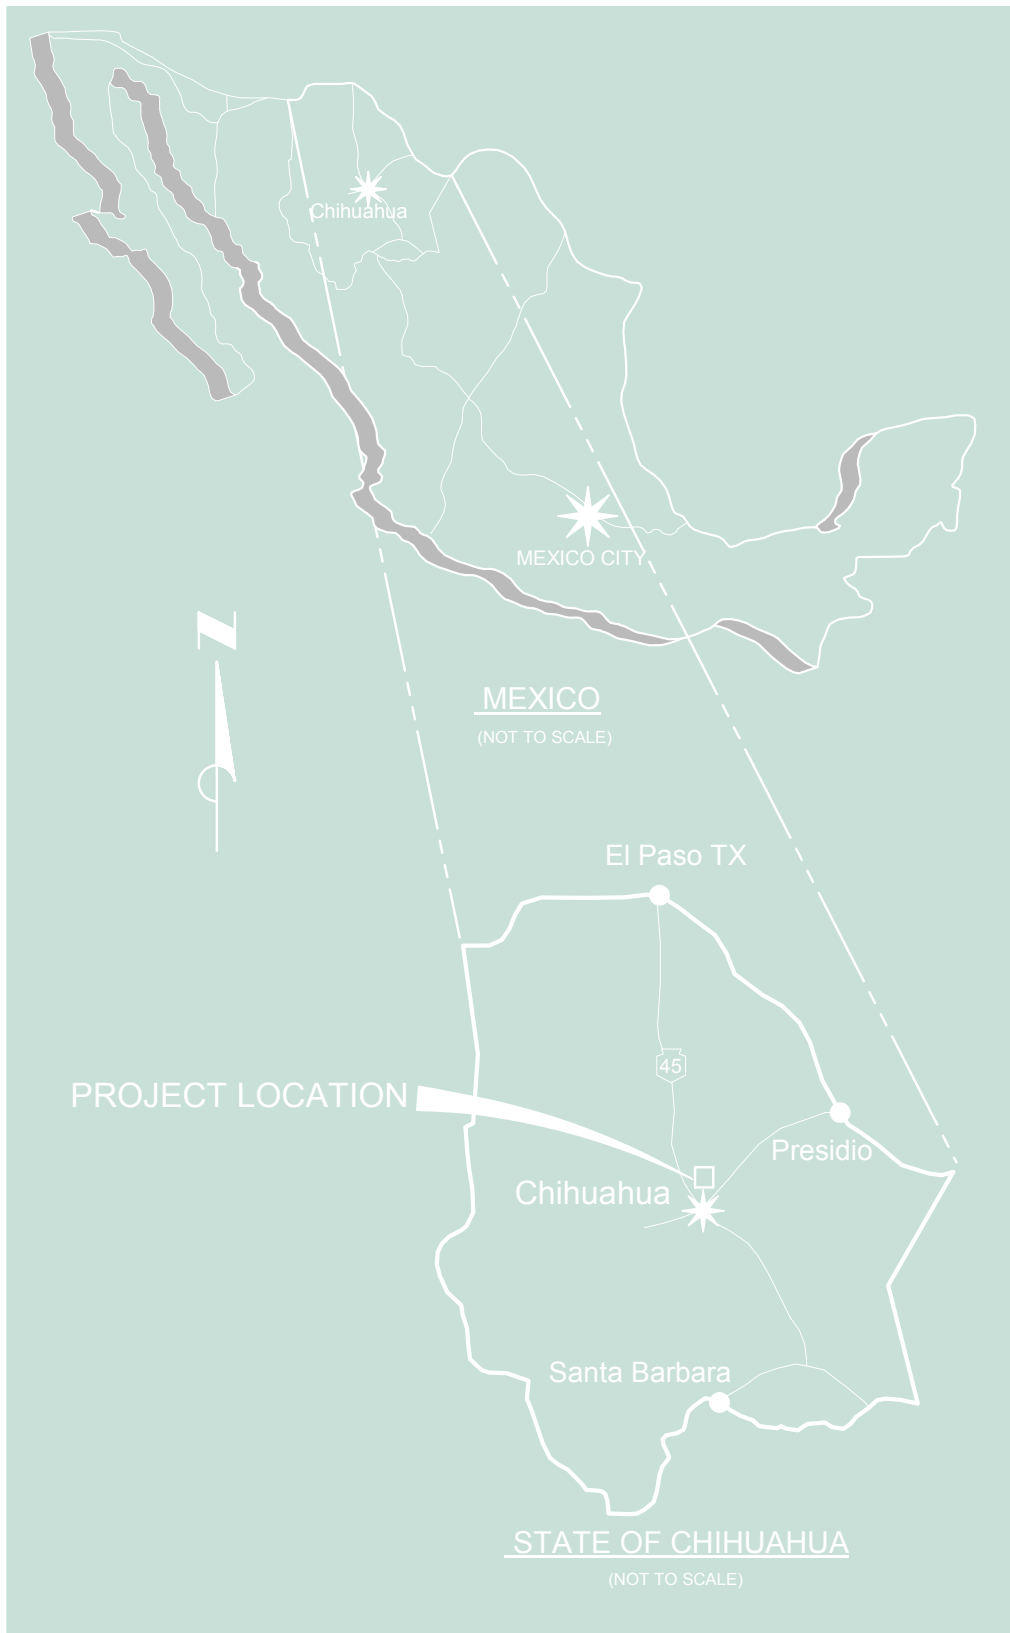 Chihuahua
MEXICO CITY
N
MEXICO
(NOT TO SCALE)
El Paso TX
45
PROJECT LOCATION
Presidio
Chihuahua
Santa Barbara
STATE OF CHIHUAHUA
(NOT TO SCALE)